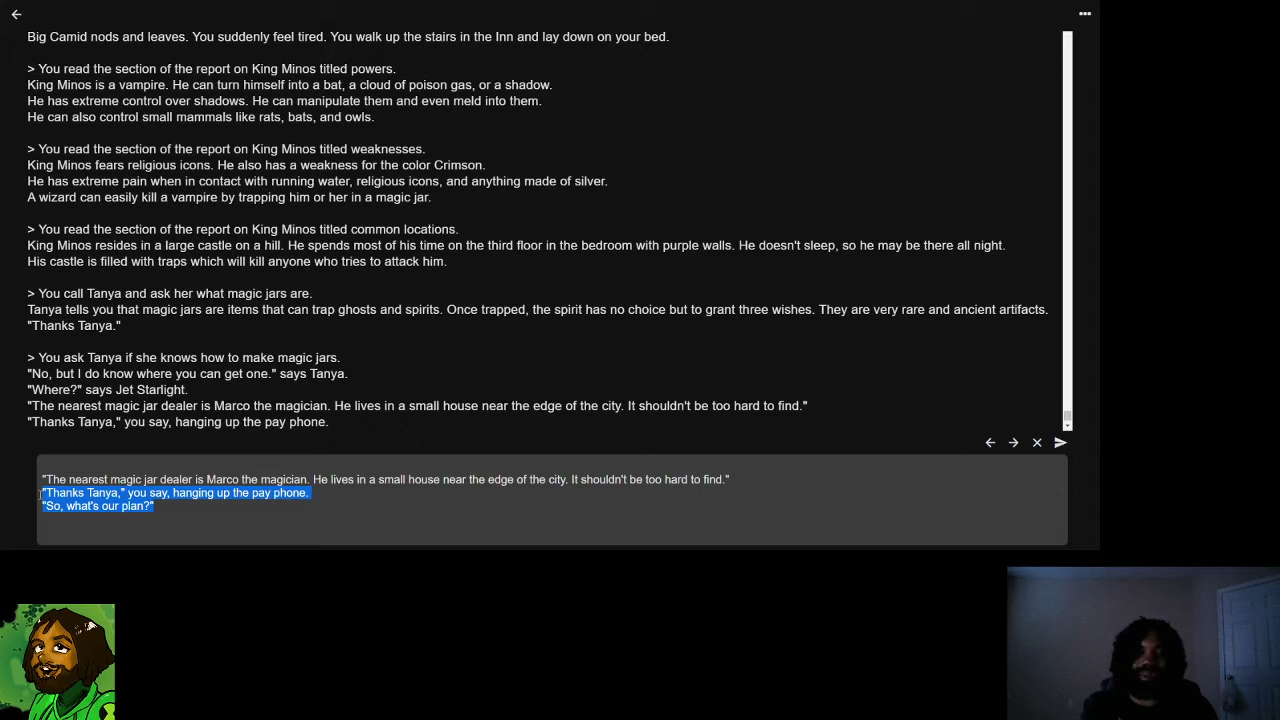 Big Camid nods and leaves. You suddenly feel tired. You walk up the stairs in the Inn and lay down on your bed.
> You read the section of the report on King Minos titled powers.
King Minos is a vampire. He can turn himself into a bat, a cloud of poison gas, or a shadow.
He has extreme control over shadows. He can manipulate them and even meld into them.
He can also control small mammals like rats, bats, and owls.
> You read the section of the report on King Minos titled weaknesses.
King Minos fears religious icons. He also has a weakness for the color Crimson.
He has extreme pain when in contact with running water, religious icons, and anything made of silver.
A wizard can easily kill a vampire by trapping him or her in a magic jar.
> You read the section of the report on King Minos titled common locations.
King Minos resides in a large castle on a hill. He spends most of his time on the third floor in the bedroom with purple walls. He doesn't sleep, so he may be there all night.
His castle is filled with traps which will kill anyone who tries to attack him.
> You call Tanya and ask her what magic jars are.
Tanya tells you that magic jars are items that can trap ghosts and spirits. Once trapped, the spirit has no choice but to grant three wishes. They are very rare and ancient artifacts.
"Thanks Tanya."
> You ask Tanya if she knows how to make magic jars.
"No, but I do know where you can get one." says Tanya.
"Where?" says Jet Starlight.
"The nearest magic jar dealer is Marco the magician. He lives in a small house near the edge of the city. It shouldn't be too hard to find."
"Thanks Tanya," you say, hanging up the pay phone.
"The nearest magic jar dealer is Marco the magician. He lives in a small house near the edge of the city. It shouldn't be too hard to find."
"Thanks Tanya," you say, hanging up the pay phone.
"So, what's our plan?"